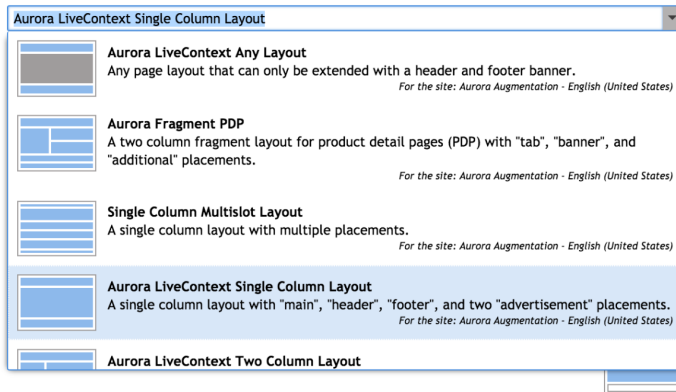 Aurora LiveContext Single Column Layout
Aurora LiveContext Any Layout
Any page layout that can only be extended with a header and footer banner.
For the site: Aurora Augmentation - English (United States)
Aurora Fragment PDP
A two column fragment layout for product detail pages (PDP) with "tab", "banner", and
"additional" placements.
For the site: Aurora Augmentation - English (United States)
Single Column Multislot Layout
A single column layout with multiple placements.
For the site: Aurora Augmentation - English (United States)
Aurora LiveContext Single Column Layout
A single column layout with "main", "header", "footer", and two "advertisement" placements.
For the site: Aurora Augmentation - English (United States)
Aurora LiveContext Two Column Layout